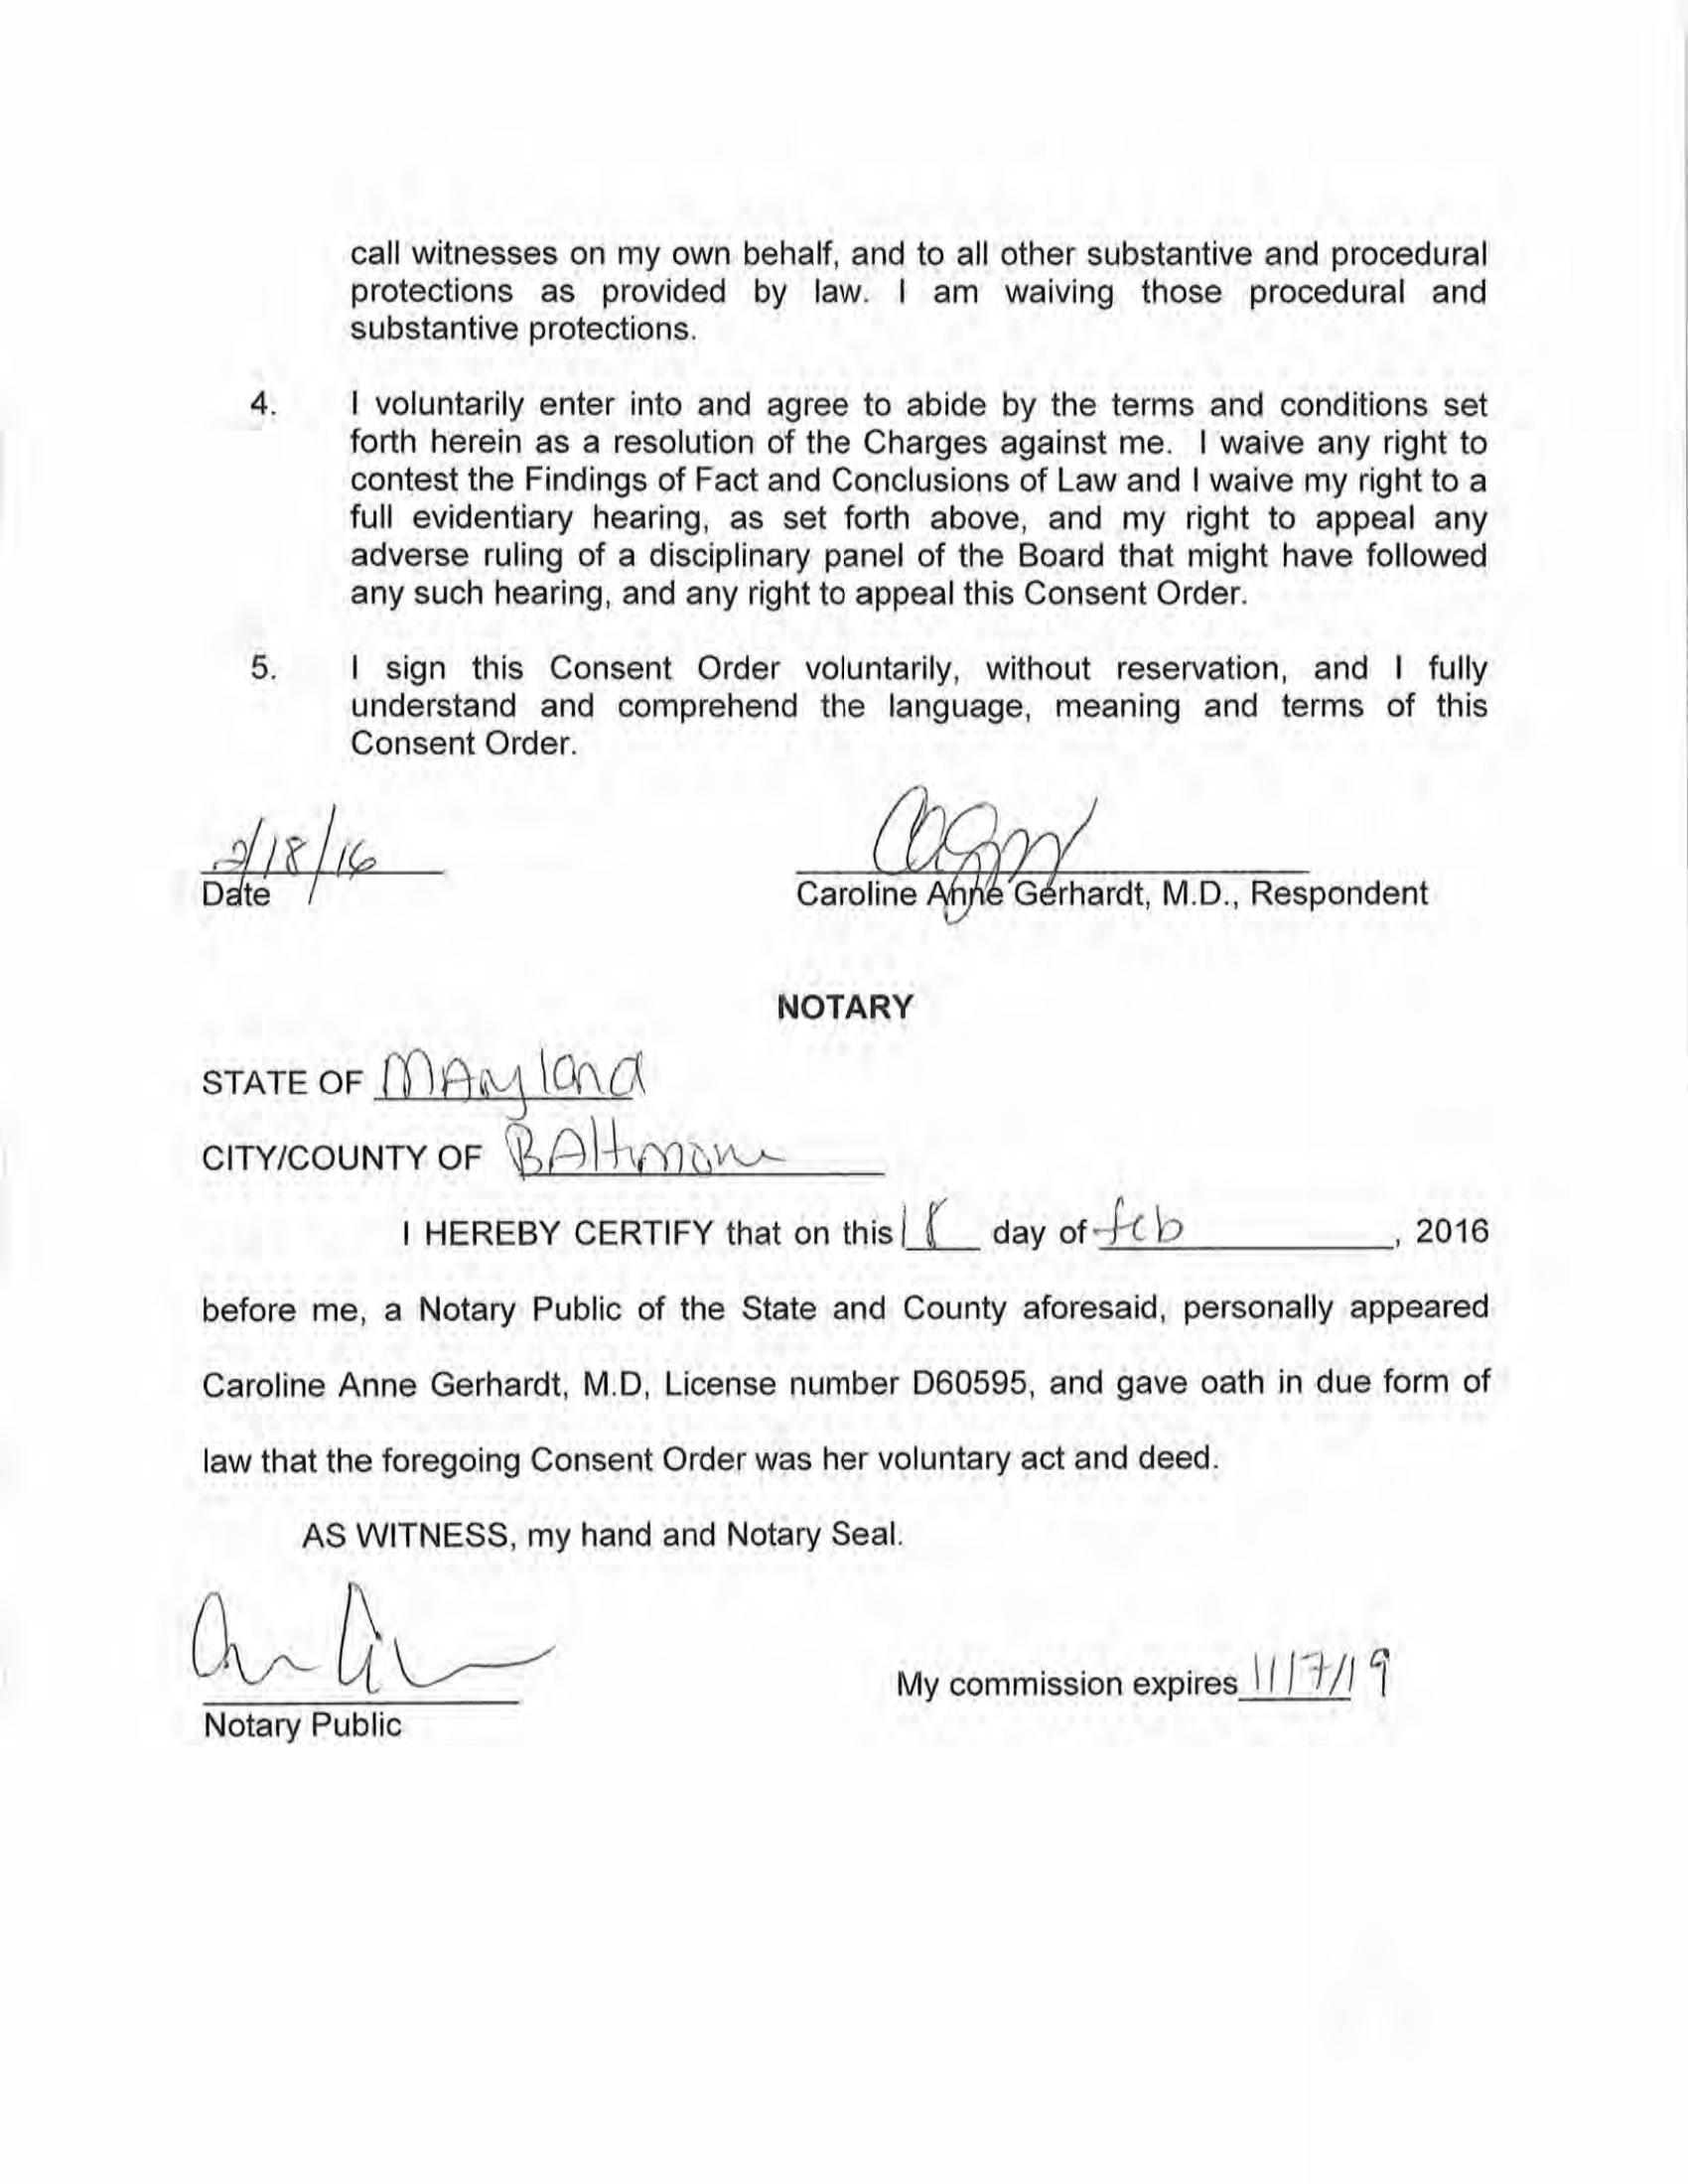 call witnesses on my own behalf, and to all other substantive and procedural
protections as provided by law. I am waiving those procedural and
substantive protections.
4. I voluntarily enter into and agree to abide by the terms and conditions set
forth herein as a resolution of the Charges against me. I waive any right to
contest the Findings of Fact and Conclusions of Law and I waive my right to a
full evidentiary hearing, as set forth above, and my right to appeal any
adverse ruling of a disciplinary panel of the Board that might have followed
any such hearing, and any right to appeal this Consent Order.
5. I sign this Consent Order voluntarily, without reservation, and I fully
understand and comprehend the language, meaning and terms of this
Consent Order.
2/18/16
Date
Caroline Anne Gerhardt, M.D., Respondent
NOTARY
STATE OF MAryland
CITY/COUNTY OF BAltimore
I HEREBY CERTIFY that on this 18 day of feb, 2016
before me, a Notary Public of the State and County aforesaid, personally appeared
Caroline Anne Gerhardt, M.D, License number D60595, and gave oath in due form of
law that the foregoing Consent Order was her voluntary act and deed.
AS WITNESS, my hand and Notary Seal.
My commission expires 11/7/19
Notary Public